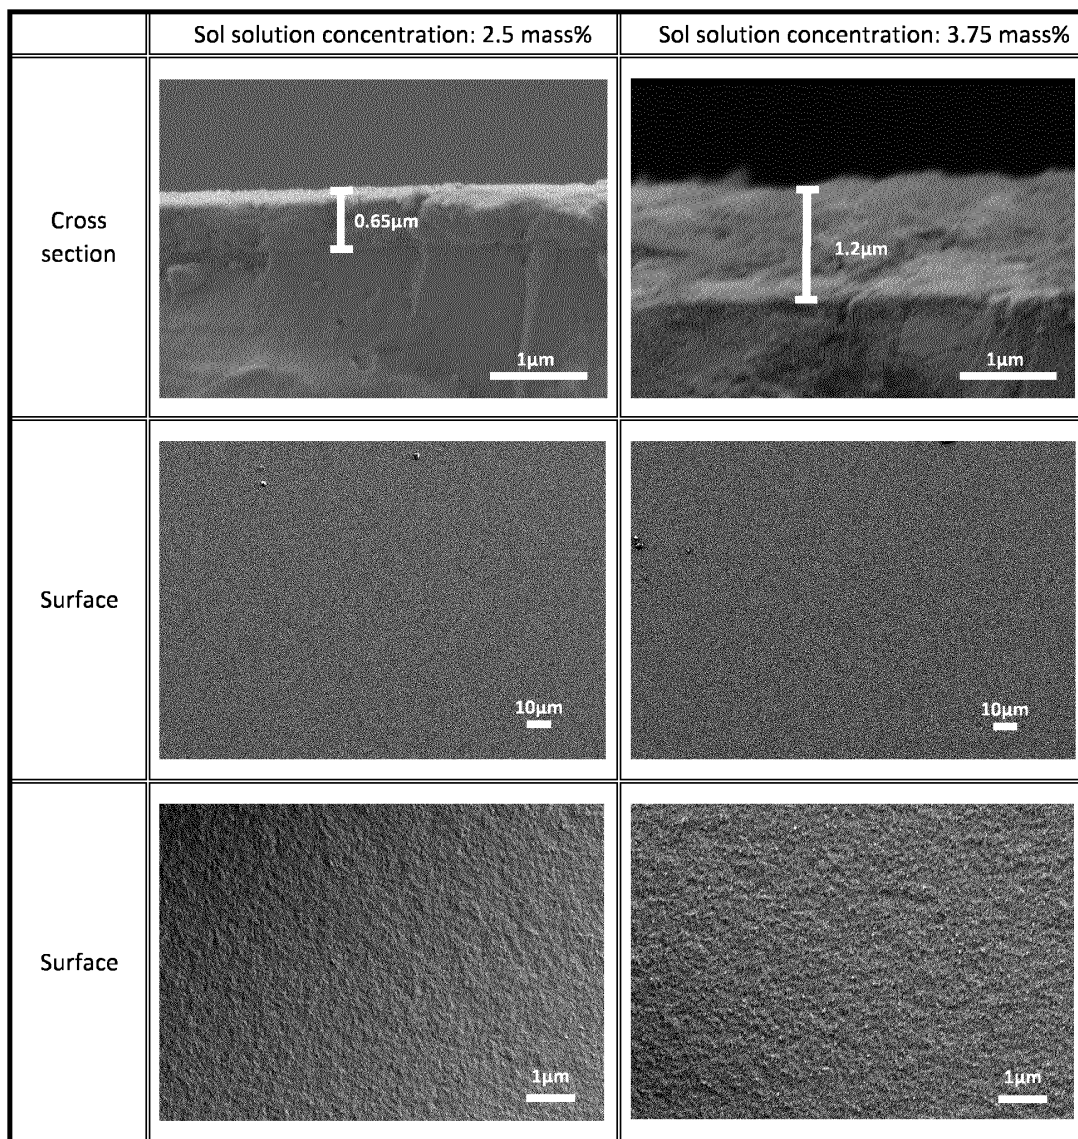 Sol solution concentration: 2.5 mass%
Sol solution concentration: 3.75 mass%
Cross
section
0.65μm
1μm
1.2μm
1μm
Surface
10μm
10μm
Surface
1μm
1μm